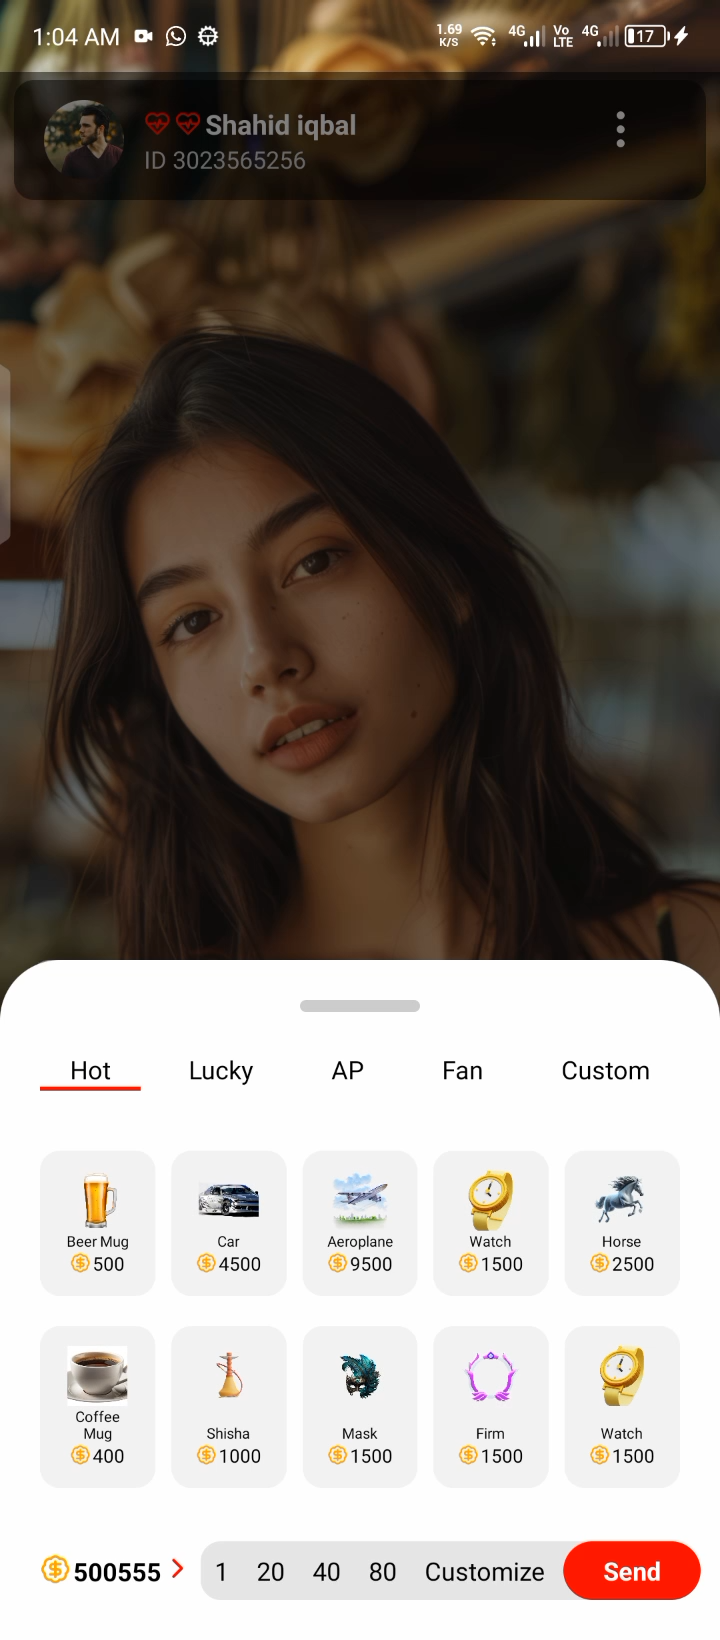 1:04 AM 1.69 K/S 4G Vo LTE 4G 17
Shahid iqbal
ID 3023565256
Hot Lucky AP Fan Custom
Beer Mug Car Aeroplane Watch Horse
500 4500 9500 1500 2500
Coffee
Mug Shisha Mask Firm Watch
400 1000 1500 1500 1500
500555 1 20 40 80 Customize Send